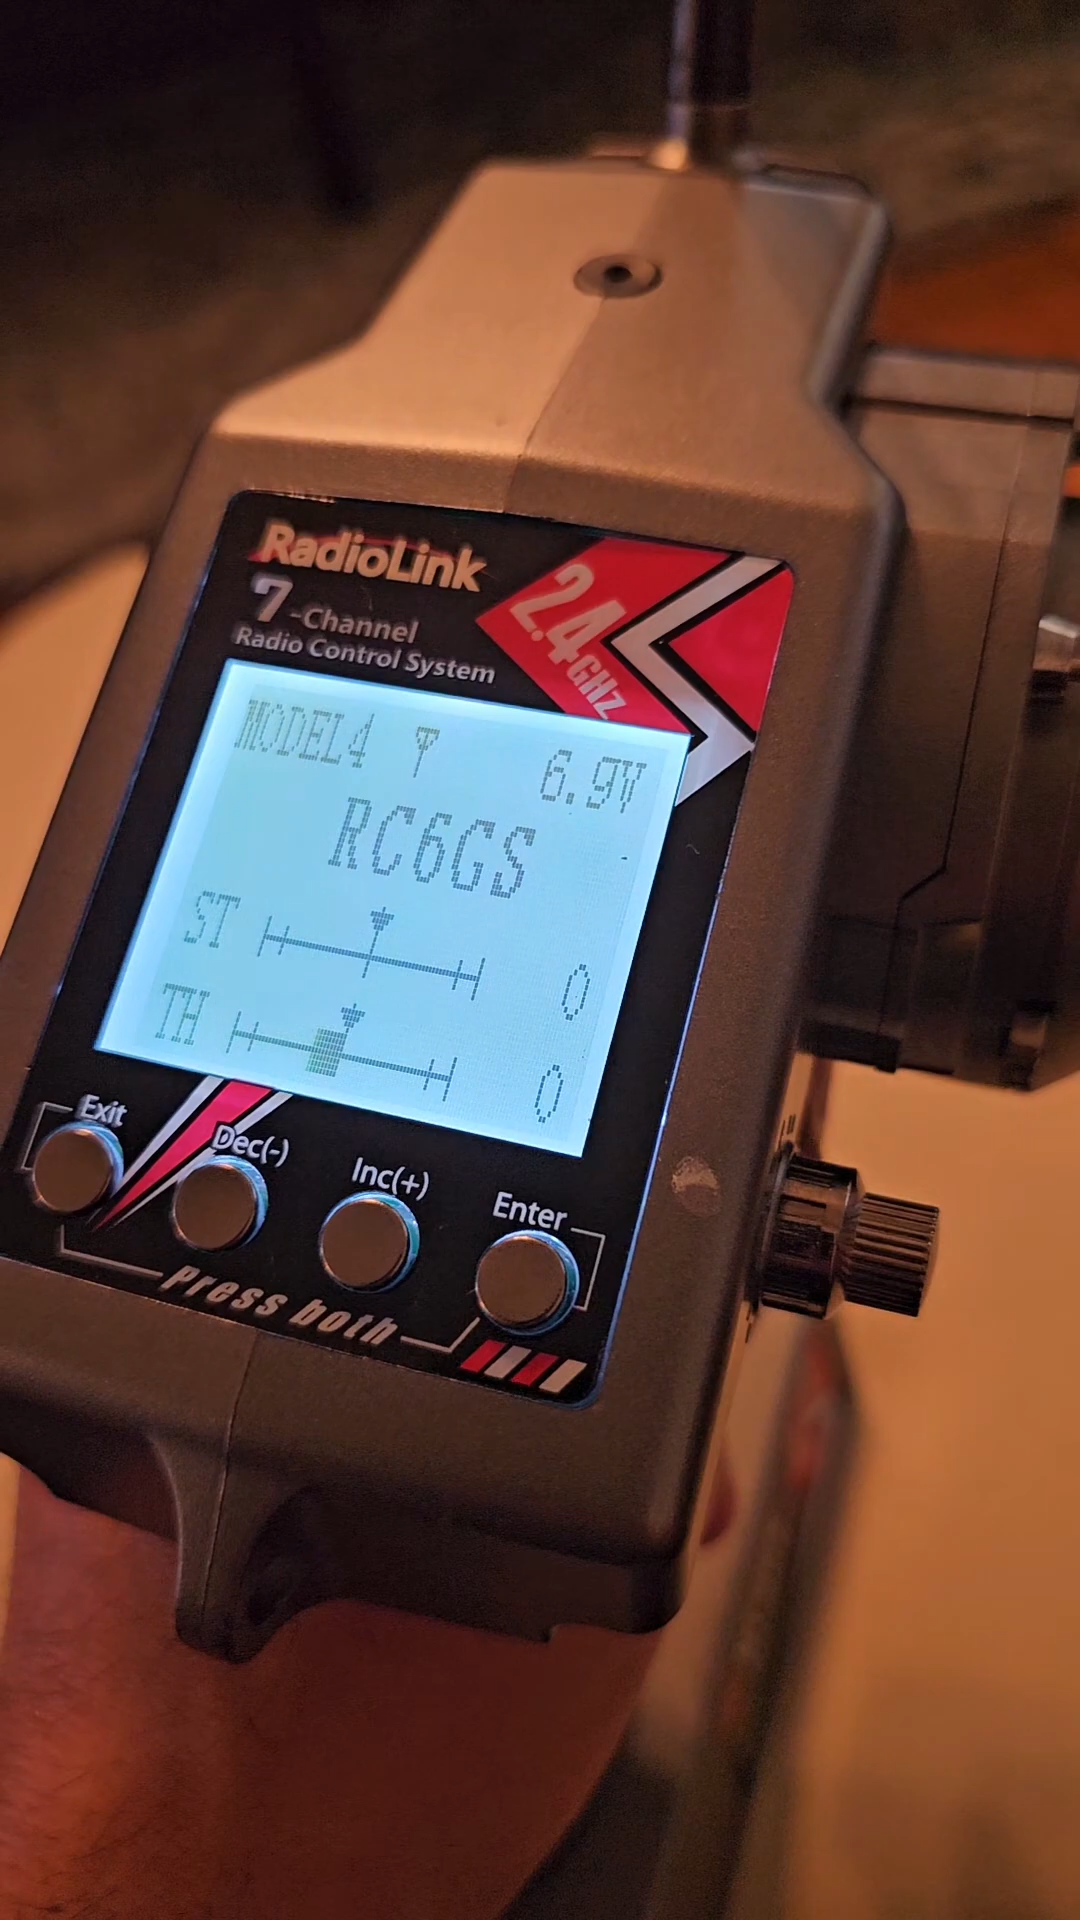 RadioLink
7-Channel
Radio Control System
2.4GHz
MODEL4 6.9V
RC6GS
ST 0
TH 0
Exit Dec(-) Inc(+) Enter
press both